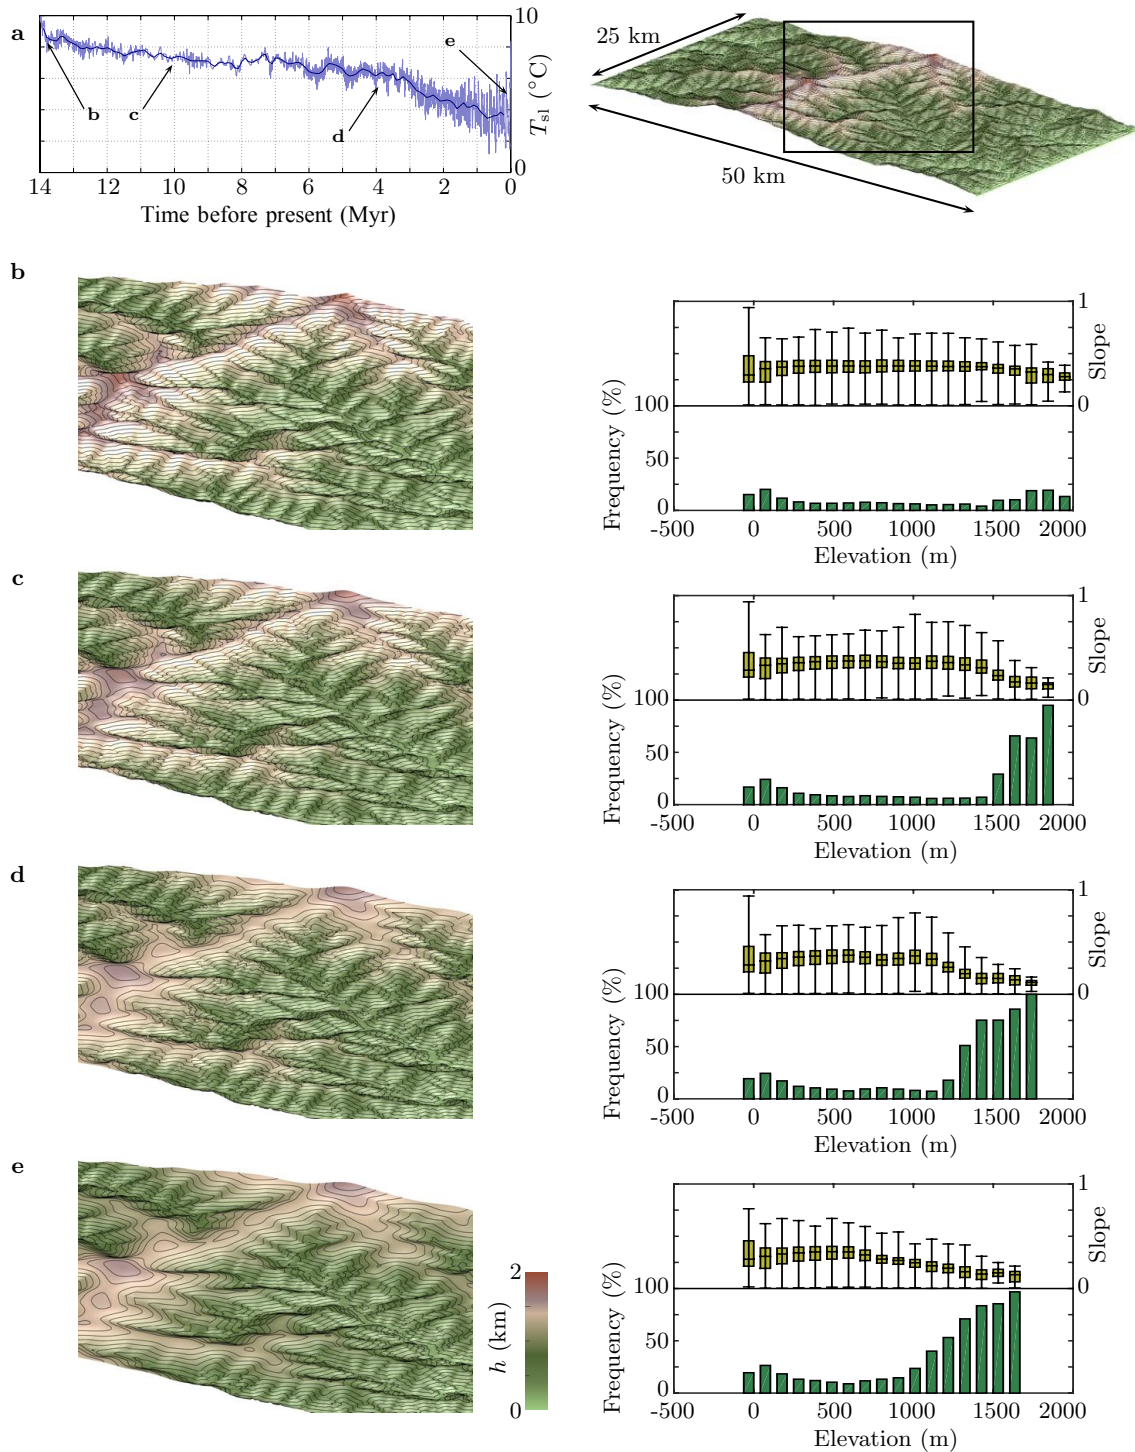 a
b
c
d
e
10
T_sl (°C)
0
14 12 10 8 6 4 2 0
Time before present (Myr)
25 km
50 km
b
1
Slope
0
100
50
0
Frequency (%)
-500 0 500 1000 1500 2000
Elevation (m)
c
1
Slope
0
100
50
0
Frequency (%)
-500 0 500 1000 1500 2000
Elevation (m)
d
1
Slope
0
100
50
0
Frequency (%)
-500 0 500 1000 1500 2000
Elevation (m)
e
2
h (km)
0
1
Slope
0
100
50
0
Frequency (%)
-500 0 500 1000 1500 2000
Elevation (m)